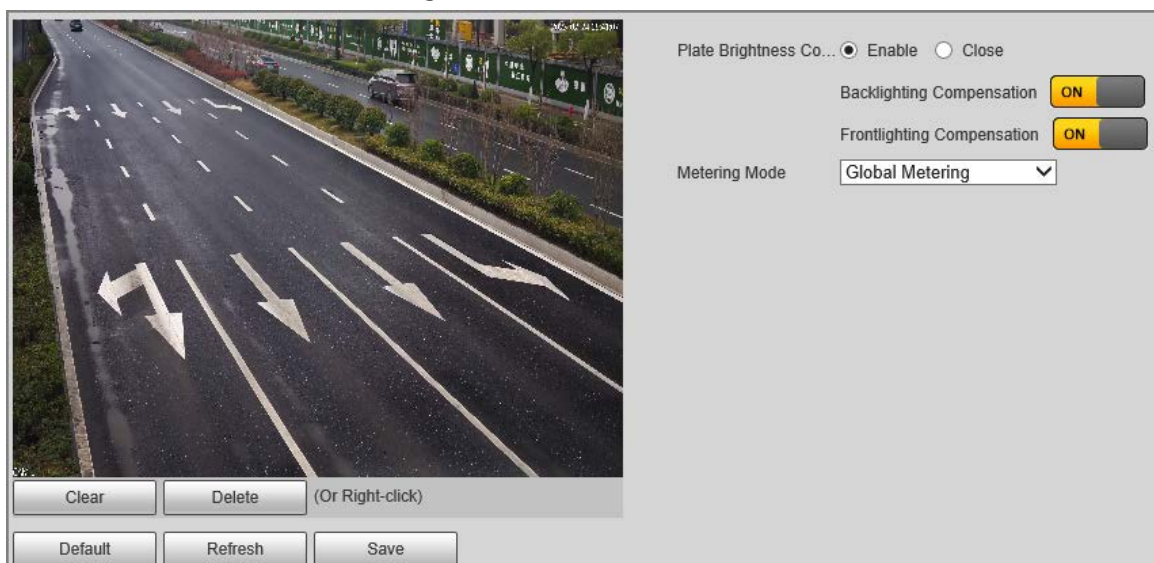 Plate Brightness Co... Enable Close
Backlighting Compensation ON
Frontlighting Compensation ON
Metering Mode Global Metering
Clear Delete (Or Right-click)
Default Refresh Save